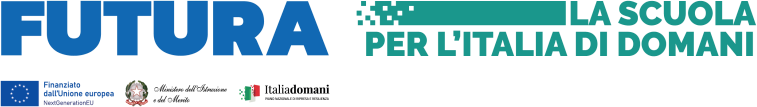 FUTURA
LA SCUOLA
PER L'ITALIA DI DOMANI
Finanziato
dall'Unione europea
NextGenerationEU
Ministero dell'Istruzione
e del Merito
Italiadomani
PIANO NAZIONALE DI RIPRESA E RESILIENZA